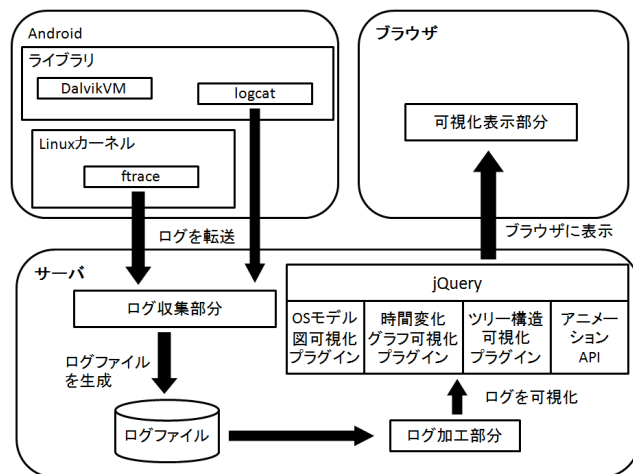 Android
ライブラリ
DalvikVM
logcat
Linuxカーネル
ftrace
ブラウザ
可視化表示部分
ログを転送
ブラウザに表示
サーバ
ログ収集部分
jQuery
OSモデル
図可視化
プラグイン
時間変化
グラフ可視化
プラグイン
ツリー構造
可視化
プラグイン
アニメー
ション
API
ログファイル
を生成
ログを可視化
ログファイル
ログ加工部分